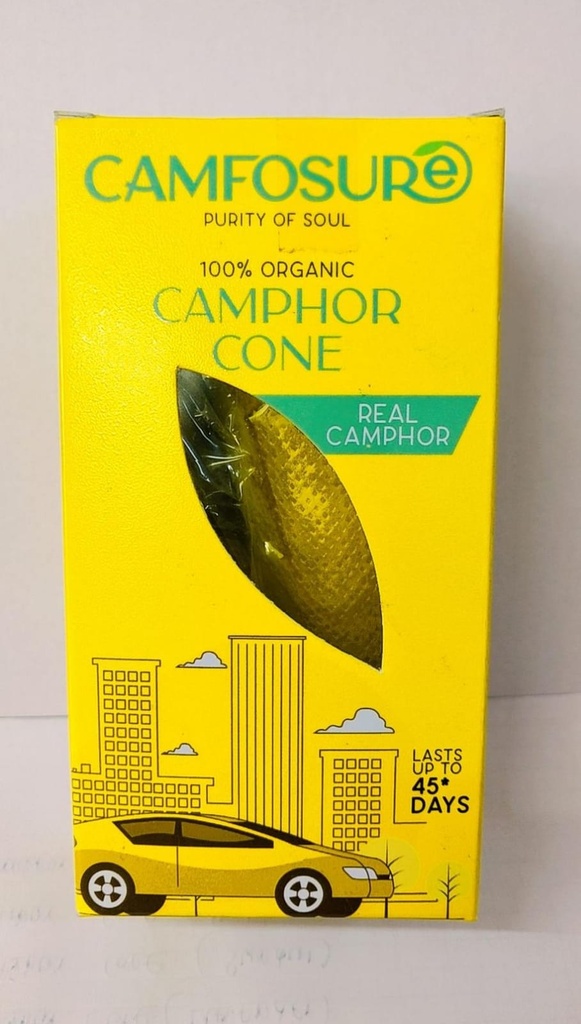 CAMFOSURe
PURITY OF SOUL
100% ORGANIC
CAMPHOR
CONE
REAL
CAMPHOR
LASTS
UP TO
45*
DAYS